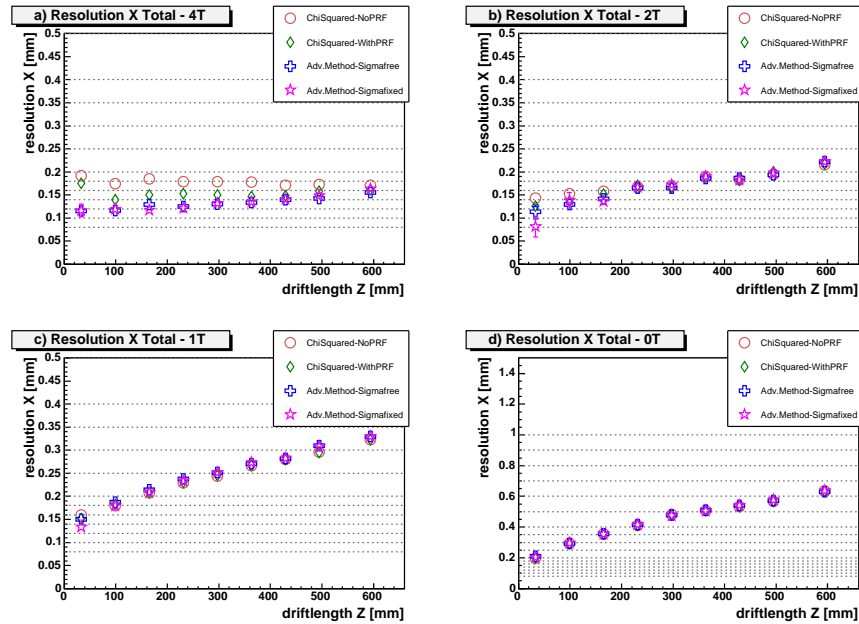 a) Resolution X Total - 4T
ChiSquared-NoPRF
ChiSquared-WithPRF
Adv.Method-Sigmafree
Adv.Method-Sigmafixed
resolution X [mm]
0.5
0.45
0.4
0.35
0.3
0.25
0.2
0.15
0.1
0.05
0
0 100 200 300 400 500 600
driftlength Z [mm]
b) Resolution X Total - 2T
ChiSquared-NoPRF
ChiSquared-WithPRF
Adv.Method-Sigmafree
Adv.Method-Sigmafixed
resolution X [mm]
0.5
0.45
0.4
0.35
0.3
0.25
0.2
0.15
0.1
0.05
0
0 100 200 300 400 500 600
driftlength Z [mm]
c) Resolution X Total - 1T
ChiSquared-NoPRF
ChiSquared-WithPRF
Adv.Method-Sigmafree
Adv.Method-Sigmafixed
resolution X [mm]
0.5
0.45
0.4
0.35
0.3
0.25
0.2
0.15
0.1
0.05
0
0 100 200 300 400 500 600
driftlength Z [mm]
d) Resolution X Total - 0T
ChiSquared-NoPRF
ChiSquared-WithPRF
Adv.Method-Sigmafree
Adv.Method-Sigmafixed
resolution X [mm]
1.4
1.2
1
0.8
0.6
0.4
0.2
0
0 100 200 300 400 500 600
driftlength Z [mm]